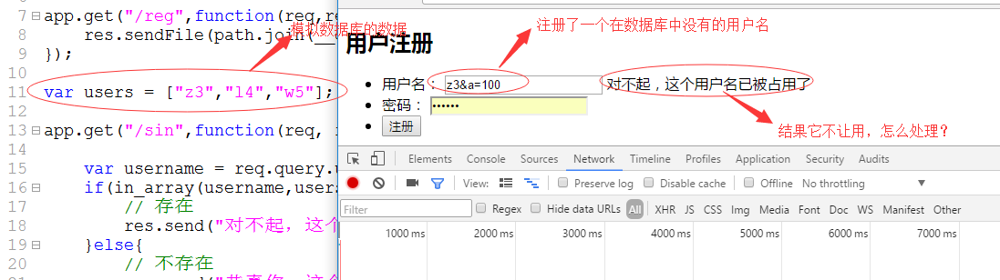 7 app.get("/reg",function(req,re
8 res.sendFile(path.join(__
9 });
10
11 var users = ["z3","l4","w5"];
12
13 app.get("/sin",function(req,
14
15 var username = req.query.u
16 if(in_array(username,users
17 // 存在
18 res.send("对不起，这个
19 }else{
20 // 不存在
模拟数据库的数据
注册了一个在数据库中没有的用户名
用户注册
用户名： z3&a=100 对不起，这个用户名已被占用了
密码： ••••••
注册
结果它不让用，怎么处理？
Elements Console Sources Network Timeline Profiles Application Security Audits
View: Preserve log Disable cache Offline No throttling
Filter Regex Hide data URLs All XHR JS CSS Img Media Font Doc WS Manifest Other
1000 ms 2000 ms 3000 ms 4000 ms 5000 ms 6000 ms 7000 ms